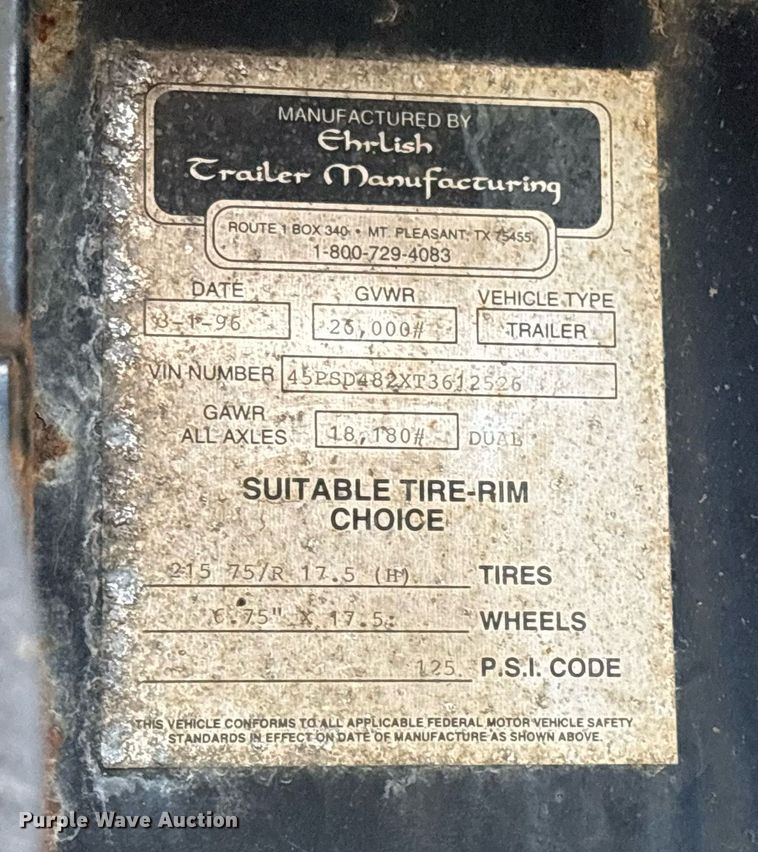 MANUFACTURED BY
Ehrlish
Trailer Manufacturing
ROUTE 1 BOX 340 • MT. PLEASANT, TX 75455
1-800-729-4083
DATE GVWR VEHICLE TYPE
3-1-96 26,000# TRAILER
VIN NUMBER 45PSD482XT3612526
GAWR
ALL AXLES 18,180# DUAL
SUITABLE TIRE-RIM
CHOICE
215 75/R 17.5 (H) TIRES
6.75" X 17.5 WHEELS
125 P.S.I. CODE
THIS VEHICLE CONFORMS TO ALL APPLICABLE FEDERAL MOTOR VEHICLE SAFETY
STANDARDS IN EFFECT ON DATE OF MANUFACTURE AS SHOWN ABOVE.
Purple Wave Auction